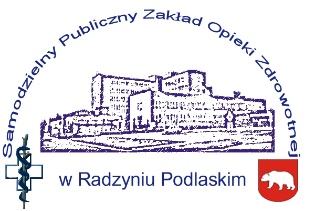 Samodzielny Publiczny Zakład Opieki Zdrowotnej
w Radzyniu Podlaskim